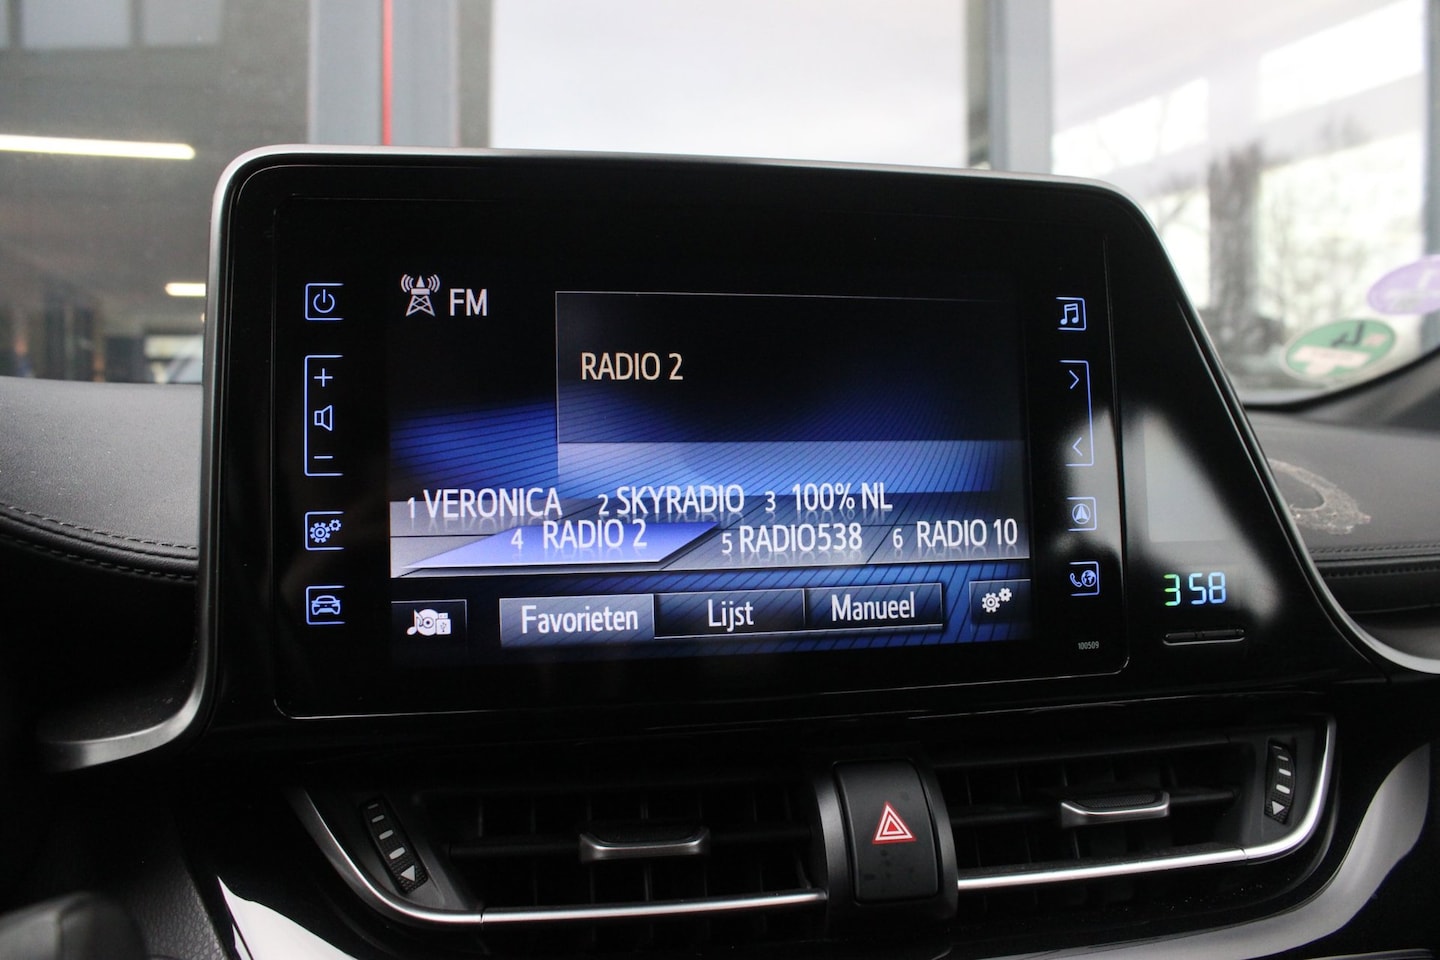 FM
RADIO 2
1 VERONICA 2 SKYRADIO 3 100% NL
4 RADIO 2 5 RADIO538 6 RADIO 10
Favorieten Lijst Manueel
3:58
100509